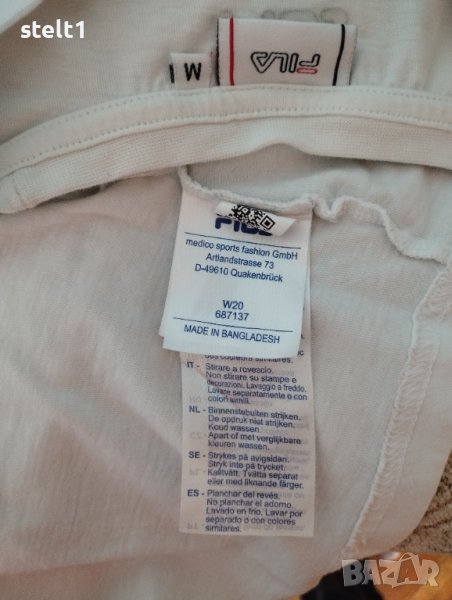 stelt1
M
FILA
FILA
medico sports fashion GmbH
Artlandstrasse 73
D-49610 Quakenbrück
W20
687137
MADE IN BANGLADESH
des couleurs similaires.
IT - Stirare a rovescio.
Non stirare su stampe e
decorazioni. Lavaggio a freddo.
Lavare separatamente o con
colori simili.
NL - Binnenstebuiten strijken.
De opdruk niet strijken.
Koud wassen.
Apart of met vergelijkbare
kleuren wassen.
SE - Strykes på avigsidan.
Stryk inte på trycket.
Kalltvätt. Tvätta separat
eller med liknande färger.
ES - Planchar del revés.
No planchar el adorno.
Lavado en frío. Lavar por
separado o con colores
similares.
BAZAR